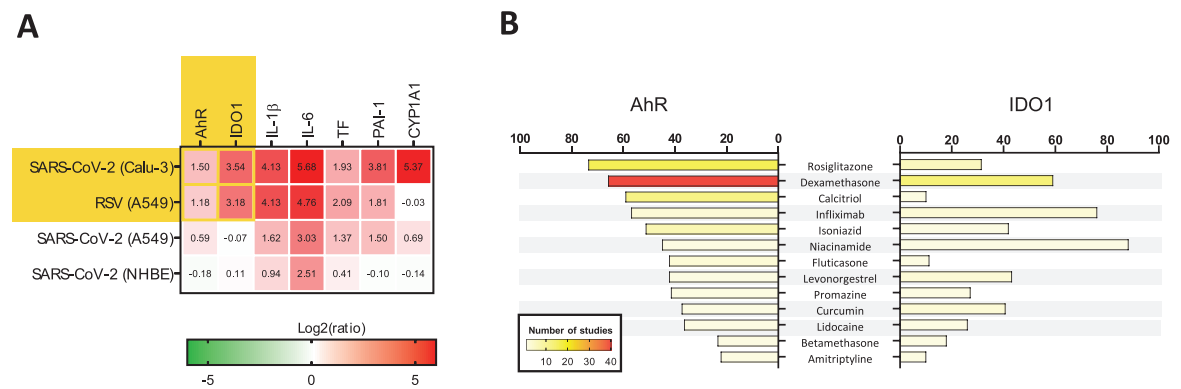 A
B
AhR IDO1 IL-1β IL-6 TF PAI-1 CYP1A1
SARS-CoV-2 (Calu-3) 1.50 3.54 4.13 5.68 1.93 3.81 5.37
RSV (A549) 1.18 3.18 4.13 4.76 2.09 1.81 -0.03
SARS-CoV-2 (A549) 0.59 -0.07 1.62 3.03 1.37 1.50 0.69
SARS-CoV-2 (NHBE) -0.18 0.11 0.94 2.51 0.41 -0.10 -0.14
Log2(ratio)
-5 0 5
AhR IDO1
100 80 60 40 20 0 0 20 40 60 80 100
Rosiglitazone
Dexamethasone
Calcitriol
Infliximab
Isoniazid
Niacinamide
Fluticasone
Levonorgestrel
Promazine
Curcumin
Lidocaine
Betamethasone
Amitriptyline
Number of studies
10 20 30 40